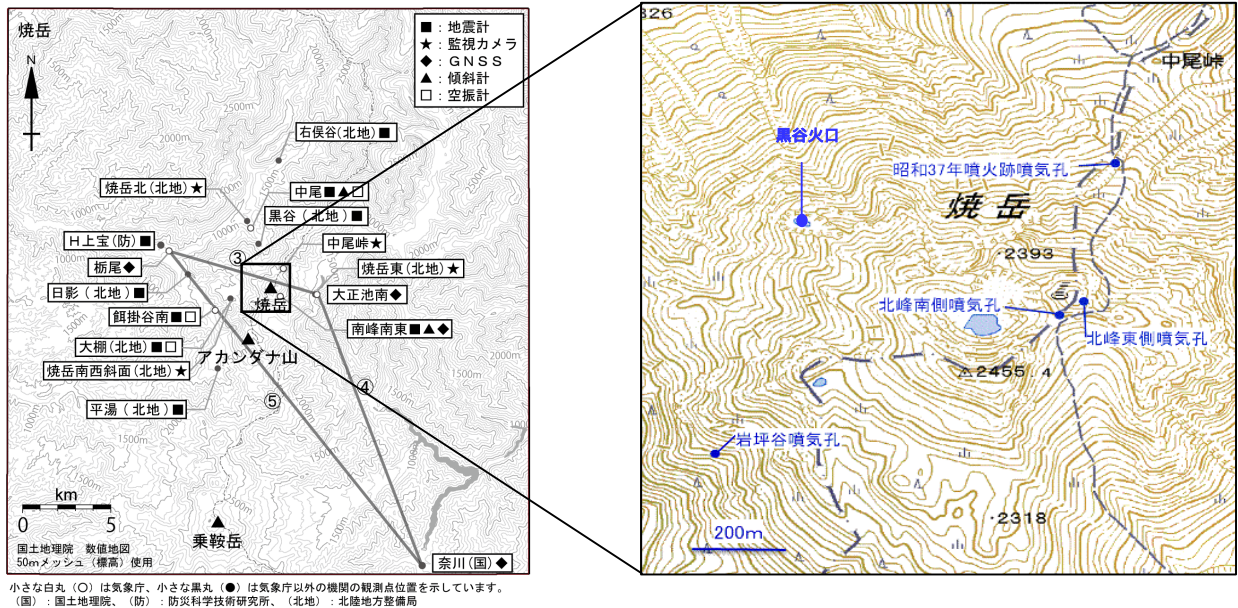 焼岳
N
■：地震計
★：監視カメラ
◆：ＧＮＳＳ
▲：傾斜計
□：空振計
右俣谷(北地)■
焼岳北(北地)★
中尾■▲□
黒谷(北地)■
Ｈ上宝(防)■
中尾峠★
栃尾◆
③
焼岳東(北地)★
日影(北地)■
焼岳
大正池南◆
餌掛谷南■□
南峰南東■▲◆
大棚(北地)■□
アカンダナ山
焼岳南西斜面(北地)★
④
⑤
平湯(北地)■
km
0 5
乗鞍岳
国土地理院 数値地図
50mメッシュ(標高)使用
奈川(国)◆
1500m
2500m
2000m
1000m
小さな白丸（○）は気象庁、小さな黒丸（●）は気象庁以外の機関の観測点位置を示しています。
（国）：国土地理院、（防）：防災科学技術研究所、（北地）：北陸地方整備局
826
中尾峠
黒谷火口
昭和37年噴火跡噴気孔
焼岳
・2393
北峰南側噴気孔
北峰東側噴気孔
△2455 4
岩坪谷噴気孔
・2318
200m